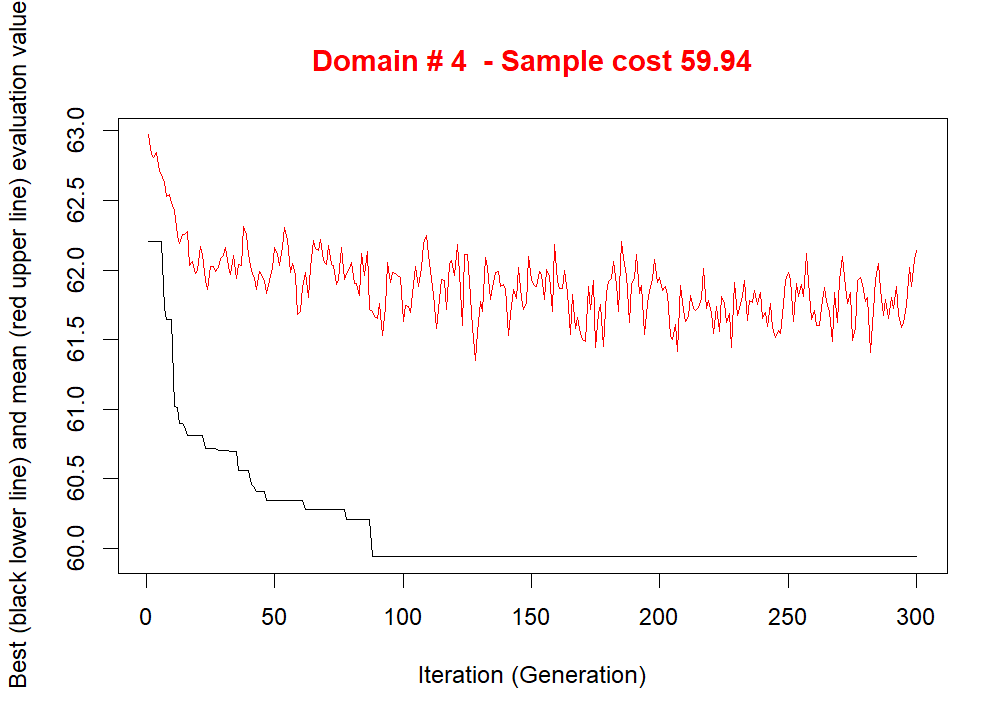 Domain # 4  - Sample cost 59.94
Best (black lower line) and mean (red upper line) evaluation value
63.0
62.5
62.0
61.5
61.0
60.5
60.0
0 50 100 150 200 250 300
Iteration (Generation)